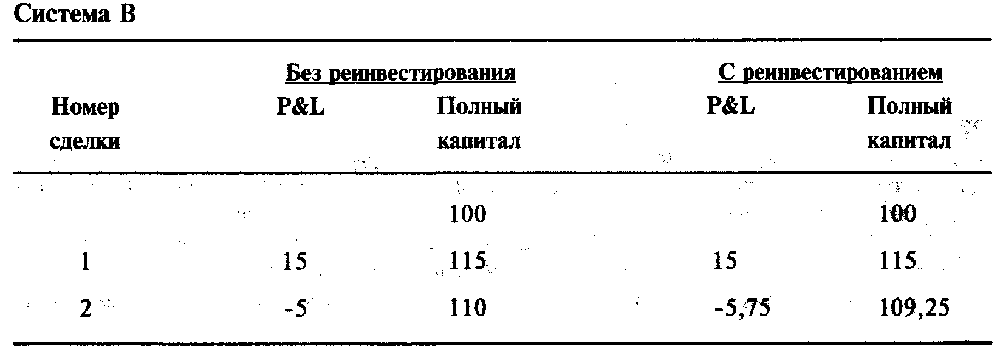 Система В
Без реинвестирования С реинвестированием
Номер P&L Полный P&L Полный
сделки капитал капитал
100 100
1 15 115 15 115
2 -5 110 -5,75 109,25